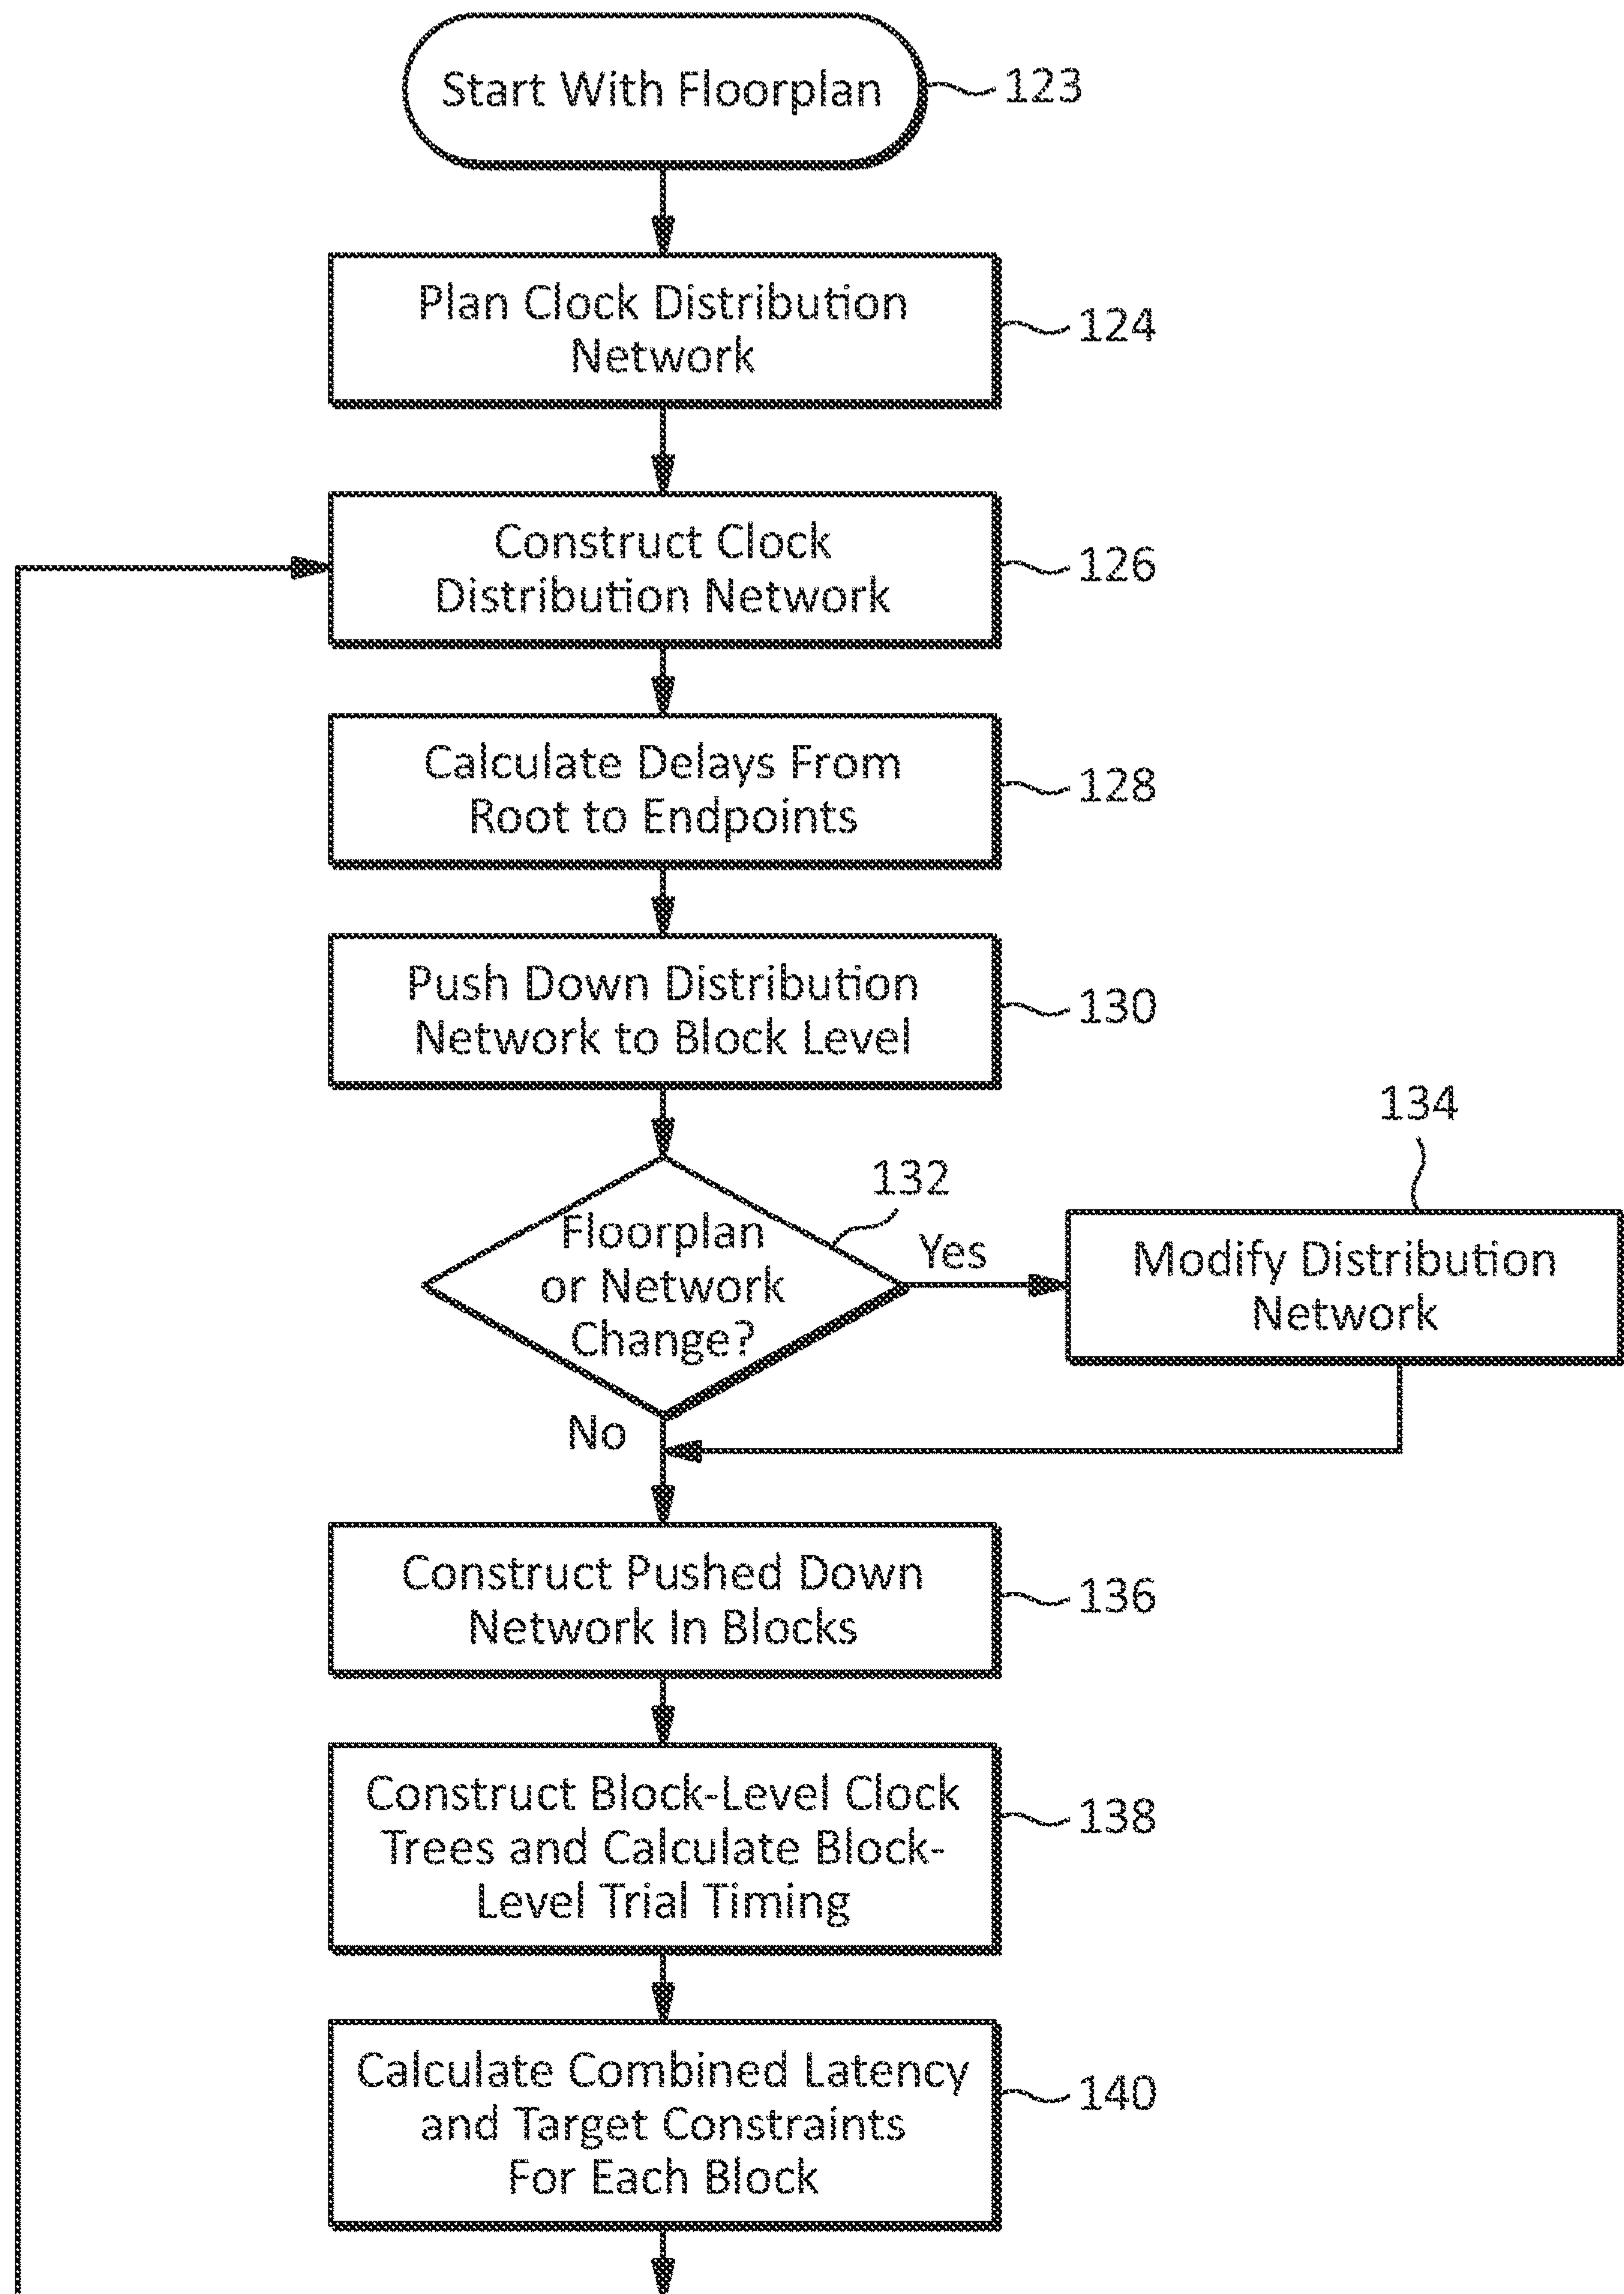 Start With Floorplan
123
Plan Clock Distribution
Network
124
Construct Clock
Distribution Network
126
Calculate Delays From
Root to Endpoints
128
Push Down Distribution
Network to Block Level
130
134
132
Floorplan
or Network
Change?
Yes
Modify Distribution
Network
No
Construct Pushed Down
Network In Blocks
136
Construct Block-Level Clock
Trees and Calculate Block-
Level Trial Timing
138
Calculate Combined Latency
and Target Constraints
For Each Block
140